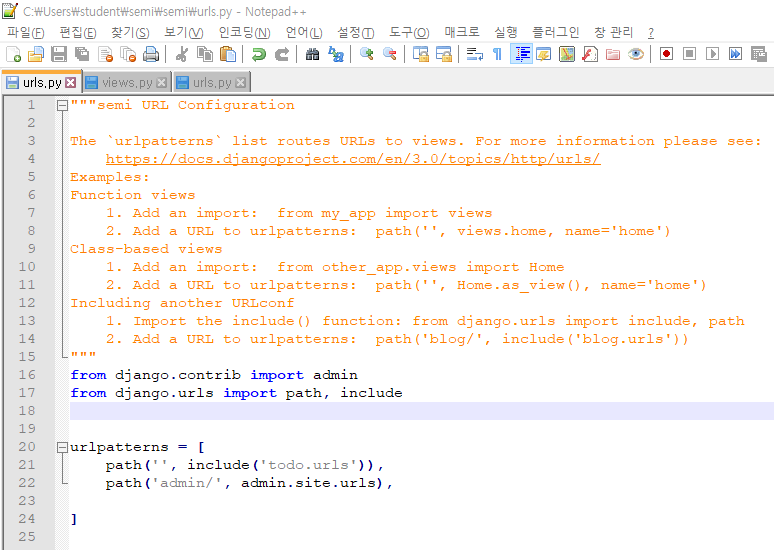 C:₩Users₩student₩semi₩semi₩urls.py - Notepad++
파일(F) 편집(E) 찾기(S) 보기(V) 인코딩(N) 언어(L) 설정(T) 도구(O) 매크로 실행 플러그인 창 관리 ?
urls.py views.py urls.py
1 """semi URL Configuration
2
3 The `urlpatterns` list routes URLs to views. For more information please see:
4     https://docs.djangoproject.com/en/3.0/topics/http/urls/
5 Examples:
6 Function views
7     1. Add an import:  from my_app import views
8     2. Add a URL to urlpatterns:  path('', views.home, name='home')
9 Class-based views
10     1. Add an import:  from other_app.views import Home
11     2. Add a URL to urlpatterns:  path('', Home.as_view(), name='home')
12 Including another URLconf
13     1. Import the include() function: from django.urls import include, path
14     2. Add a URL to urlpatterns:  path('blog/', include('blog.urls'))
15 """
16 from django.contrib import admin
17 from django.urls import path, include
18
19
20 urlpatterns = [
21     path('', include('todo.urls')),
22     path('admin/', admin.site.urls),
23
24 ]
25